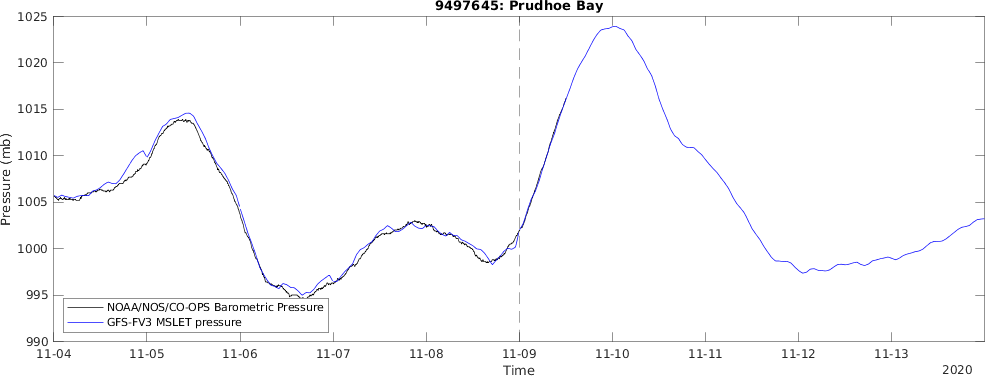 9497645: Prudhoe Bay
Pressure (mb)
1025
1020
1015
1010
1005
1000
995
990
NOAA/NOS/CO-OPS Barometric Pressure
GFS-FV3 MSLET pressure
11-04 11-05 11-06 11-07 11-08 11-09 11-10 11-11 11-12 11-13
Time
2020